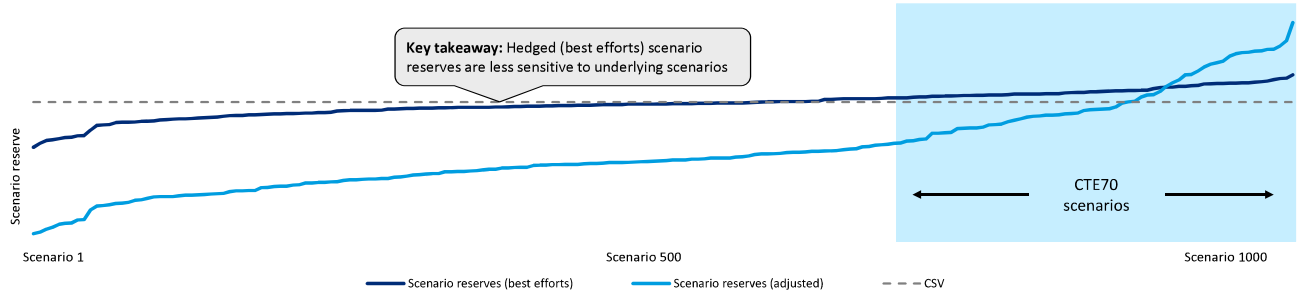 Key takeaway: Hedged (best efforts) scenario
reserves are less sensitive to underlying scenarios
Scenario reserve
CTE70
scenarios
Scenario 1
Scenario 500
Scenario 1000
Scenario reserves (best efforts)
Scenario reserves (adjusted)
CSV